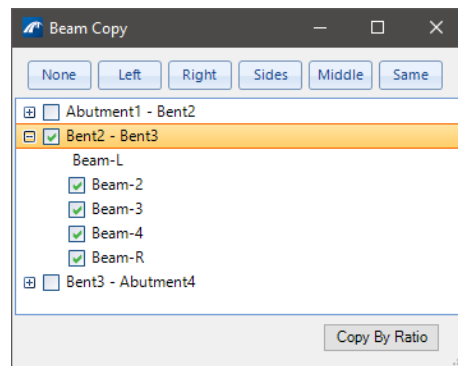 Beam Copy
None Left Right Sides Middle Same
Abutment1 - Bent2
Bent2 - Bent3
Beam-L
Beam-2
Beam-3
Beam-4
Beam-R
Bent3 - Abutment4
Copy By Ratio